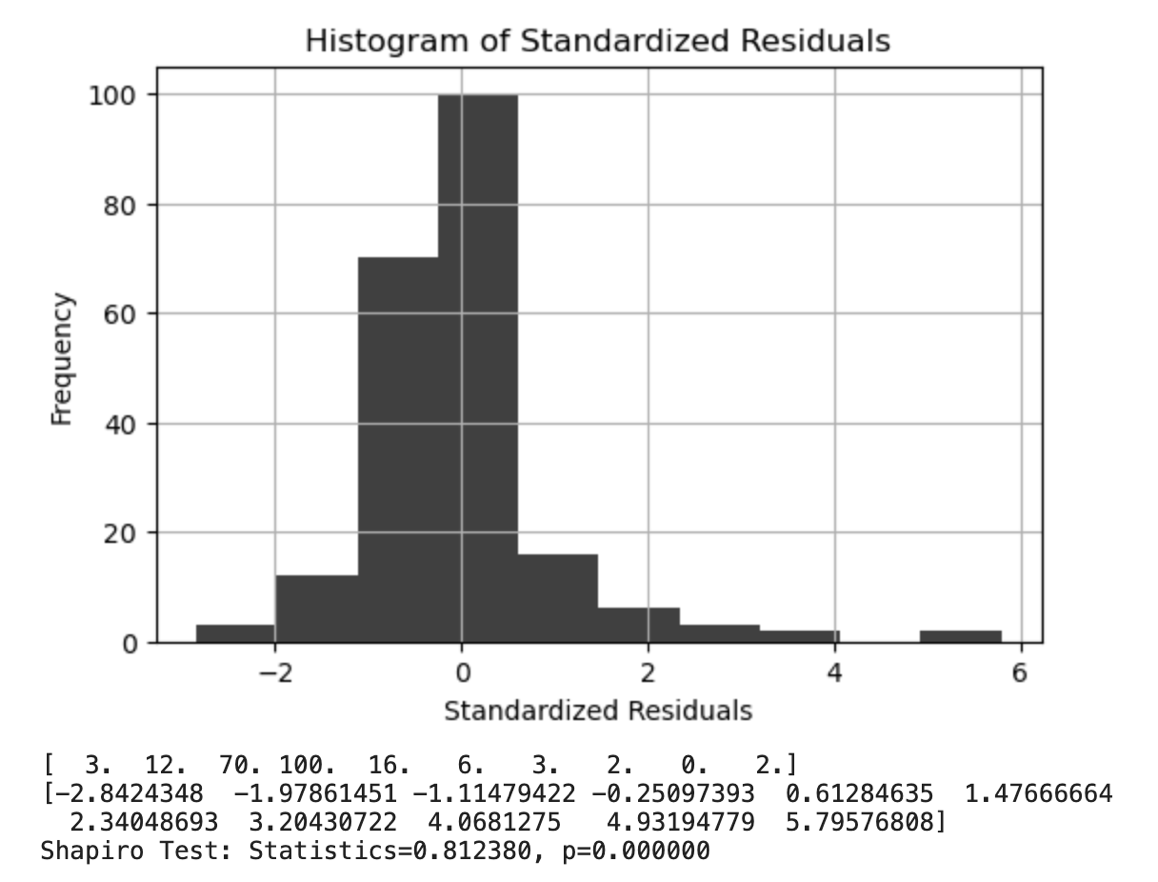 Histogram of Standardized Residuals
100
80
60
40
20
0
Frequency
−2
0
2
4
6
Standardized Residuals
[  3.  12.  70. 100.  16.   6.   3.   2.   0.   2.]
[−2.8424348  −1.97861451 −1.11479422 −0.25097393  0.61284635  1.47666664
  2.34048693  3.20430722  4.0681275   4.93194779  5.79576808]
Shapiro Test: Statistics=0.812380, p=0.000000